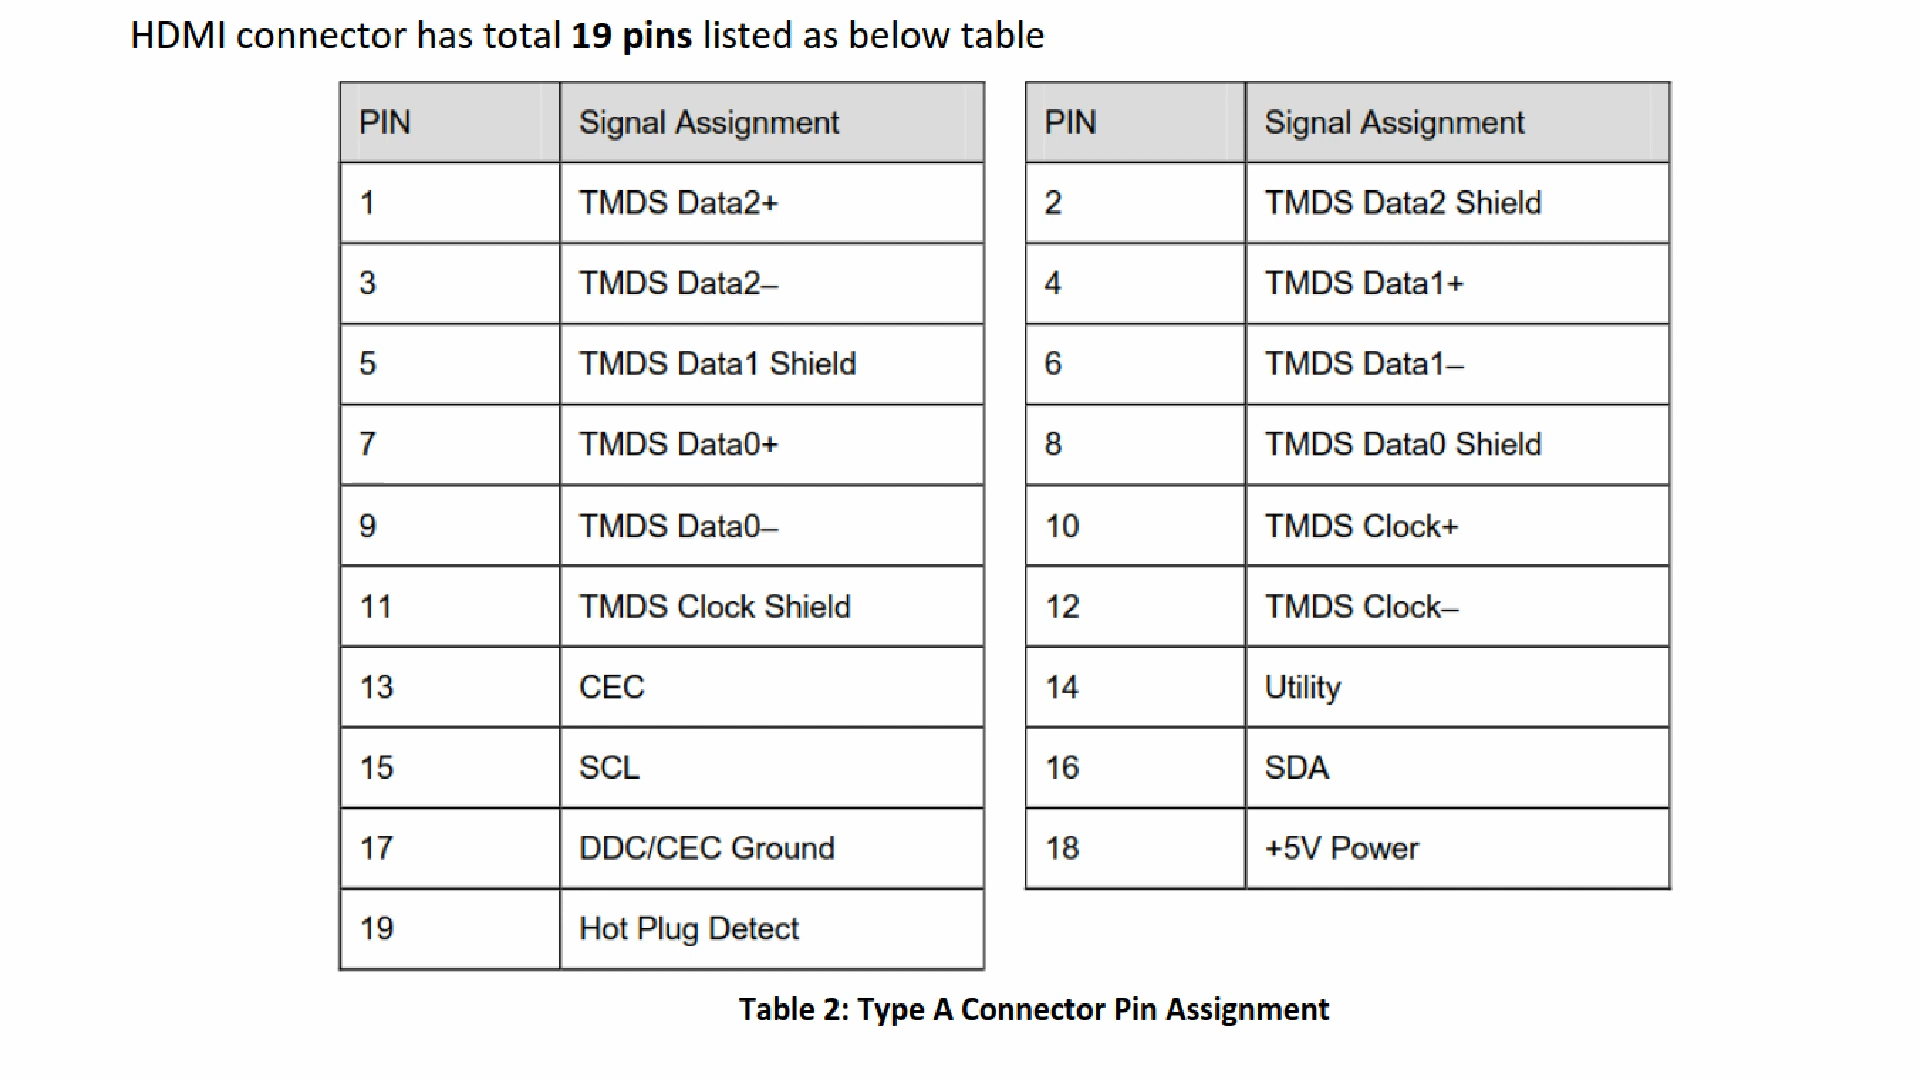 HDMI connector has total 19 pins listed as below table
PIN Signal Assignment PIN Signal Assignment
1 TMDS Data2+ 2 TMDS Data2 Shield
3 TMDS Data2– 4 TMDS Data1+
5 TMDS Data1 Shield 6 TMDS Data1–
7 TMDS Data0+ 8 TMDS Data0 Shield
9 TMDS Data0– 10 TMDS Clock+
11 TMDS Clock Shield 12 TMDS Clock–
13 CEC 14 Utility
15 SCL 16 SDA
17 DDC/CEC Ground 18 +5V Power
19 Hot Plug Detect
Table 2: Type A Connector Pin Assignment